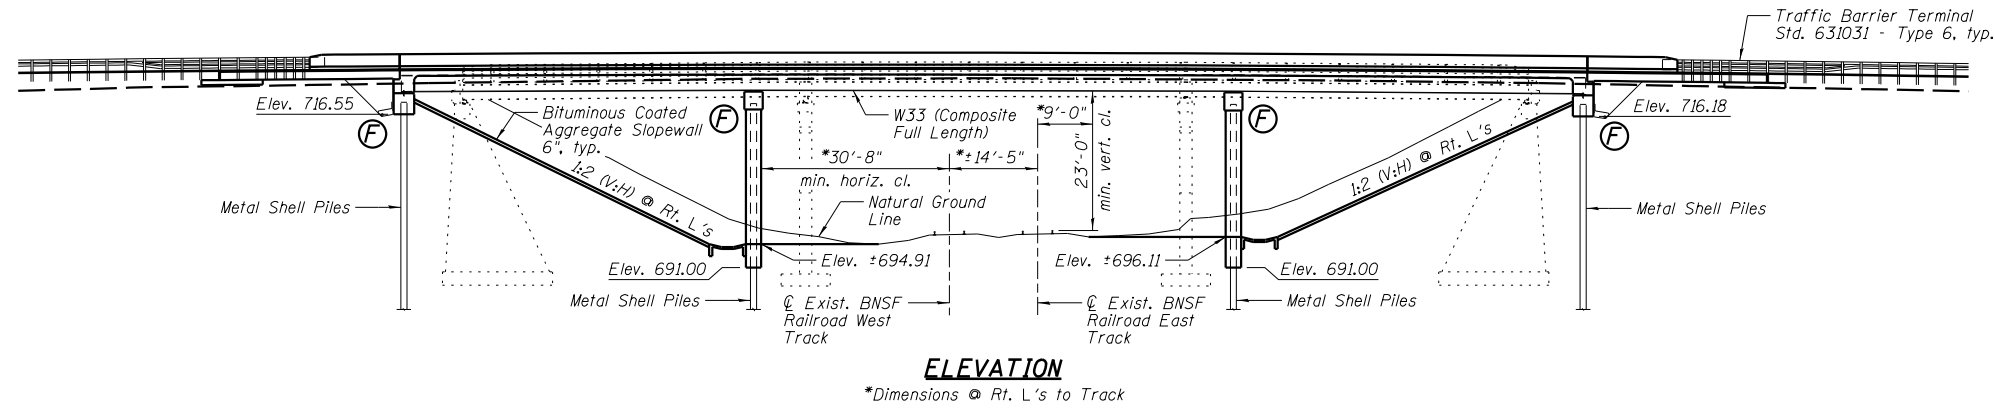 Traffic Barrier Terminal
Std. 631031 - Type 6, typ.
Elev. 716.55
F
Bituminous Coated
Aggregate Slopewall
6", typ.
F
W33 (Composite
Full Length)
*9'-0"
23'-0"
min. vert. cl.
F
Elev. 716.18
F
*30'-8"
min. horiz. cl.
*±14'-5"
1:2 (V:H) @ Rt. L's
1:2 (V:H) @ Rt. L's
Metal Shell Piles
Natural Ground
Line
Metal Shell Piles
Elev. 691.00
Elev. ±694.91
Elev. ±696.11
Elev. 691.00
Metal Shell Piles
℄ Exist. BNSF
Railroad West
Track
℄ Exist. BNSF
Railroad East
Track
Metal Shell Piles
ELEVATION
*Dimensions @ Rt. L's to Track